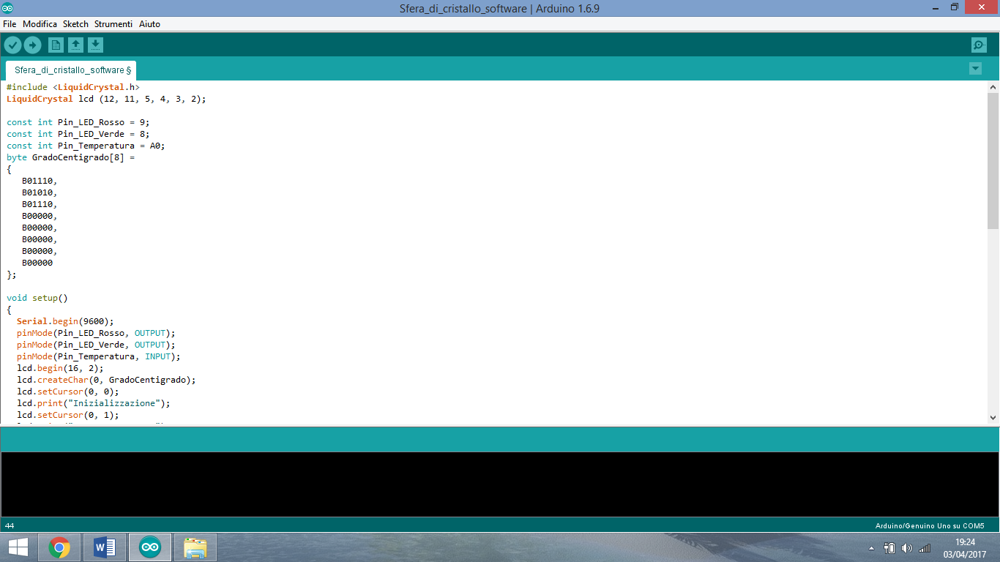 Sfera_di_cristallo_software | Arduino 1.6.9
File Modifica Sketch Strumenti Aiuto
Sfera_di_cristallo_software §
#include <LiquidCrystal.h>
LiquidCrystal lcd (12, 11, 5, 4, 3, 2);
const int Pin_LED_Rosso = 9;
const int Pin_LED_Verde = 8;
const int Pin_Temperatura = A0;
byte GradoCentigrado[8] =
{
B01110,
B01010,
B01110,
B00000,
B00000,
B00000,
B00000,
B00000
};
void setup()
{
Serial.begin(9600);
pinMode(Pin_LED_Rosso, OUTPUT);
pinMode(Pin_LED_Verde, OUTPUT);
pinMode(Pin_Temperatura, INPUT);
lcd.begin(16, 2);
lcd.createChar(0, GradoCentigrado);
lcd.setCursor(0, 0);
lcd.print("Inizializzazione");
lcd.setCursor(0, 1);
44
Arduino/Genuino Uno su COM5
19:24
03/04/2017